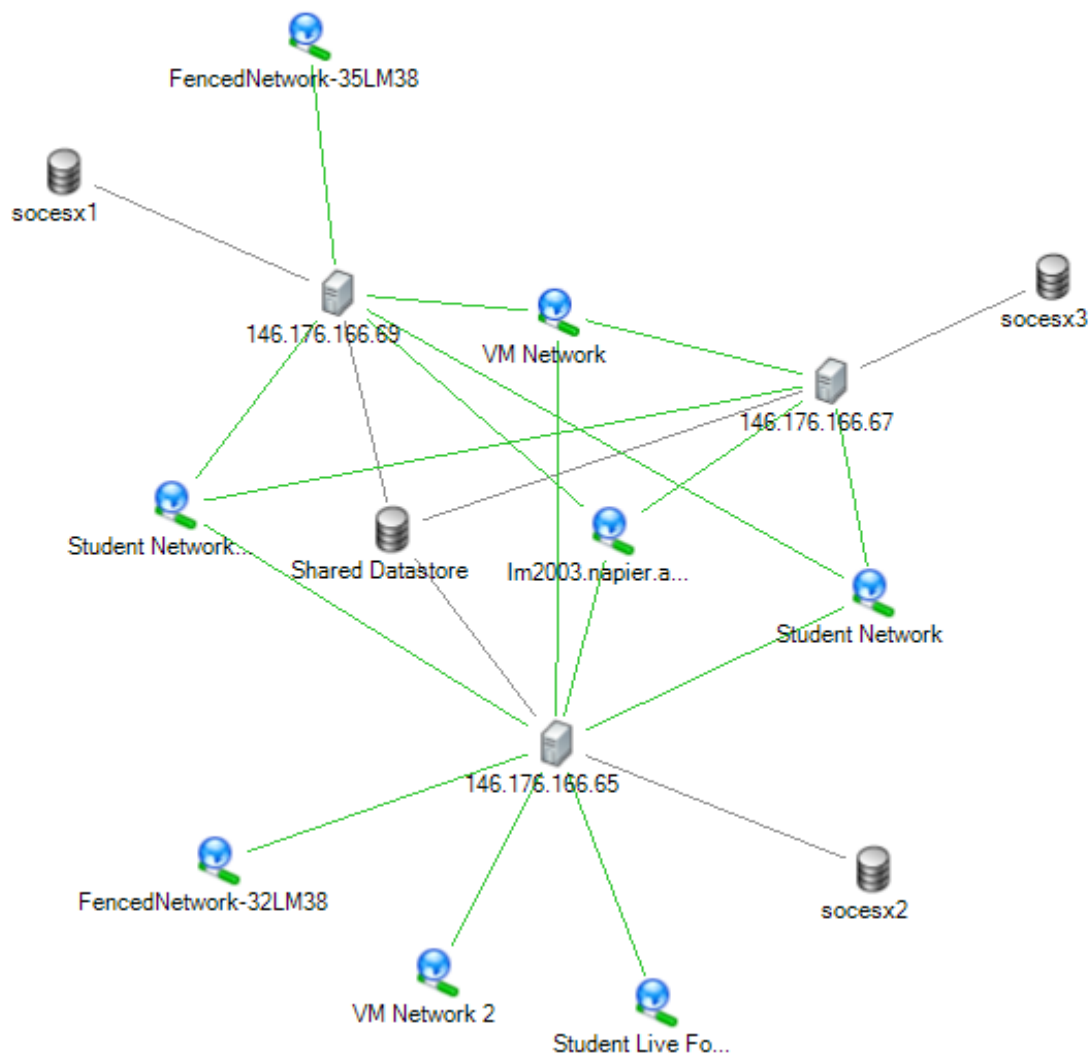 FencedNetwork-35LM38
socesx1
socesx3
146.176.166.69
VM Network
146.176.166.67
Student Network...
Shared Datastore
lm2003.napier.a...
Student Network
146.176.166.65
FencedNetwork-32LM38
socesx2
VM Network 2
Student Live Fo...